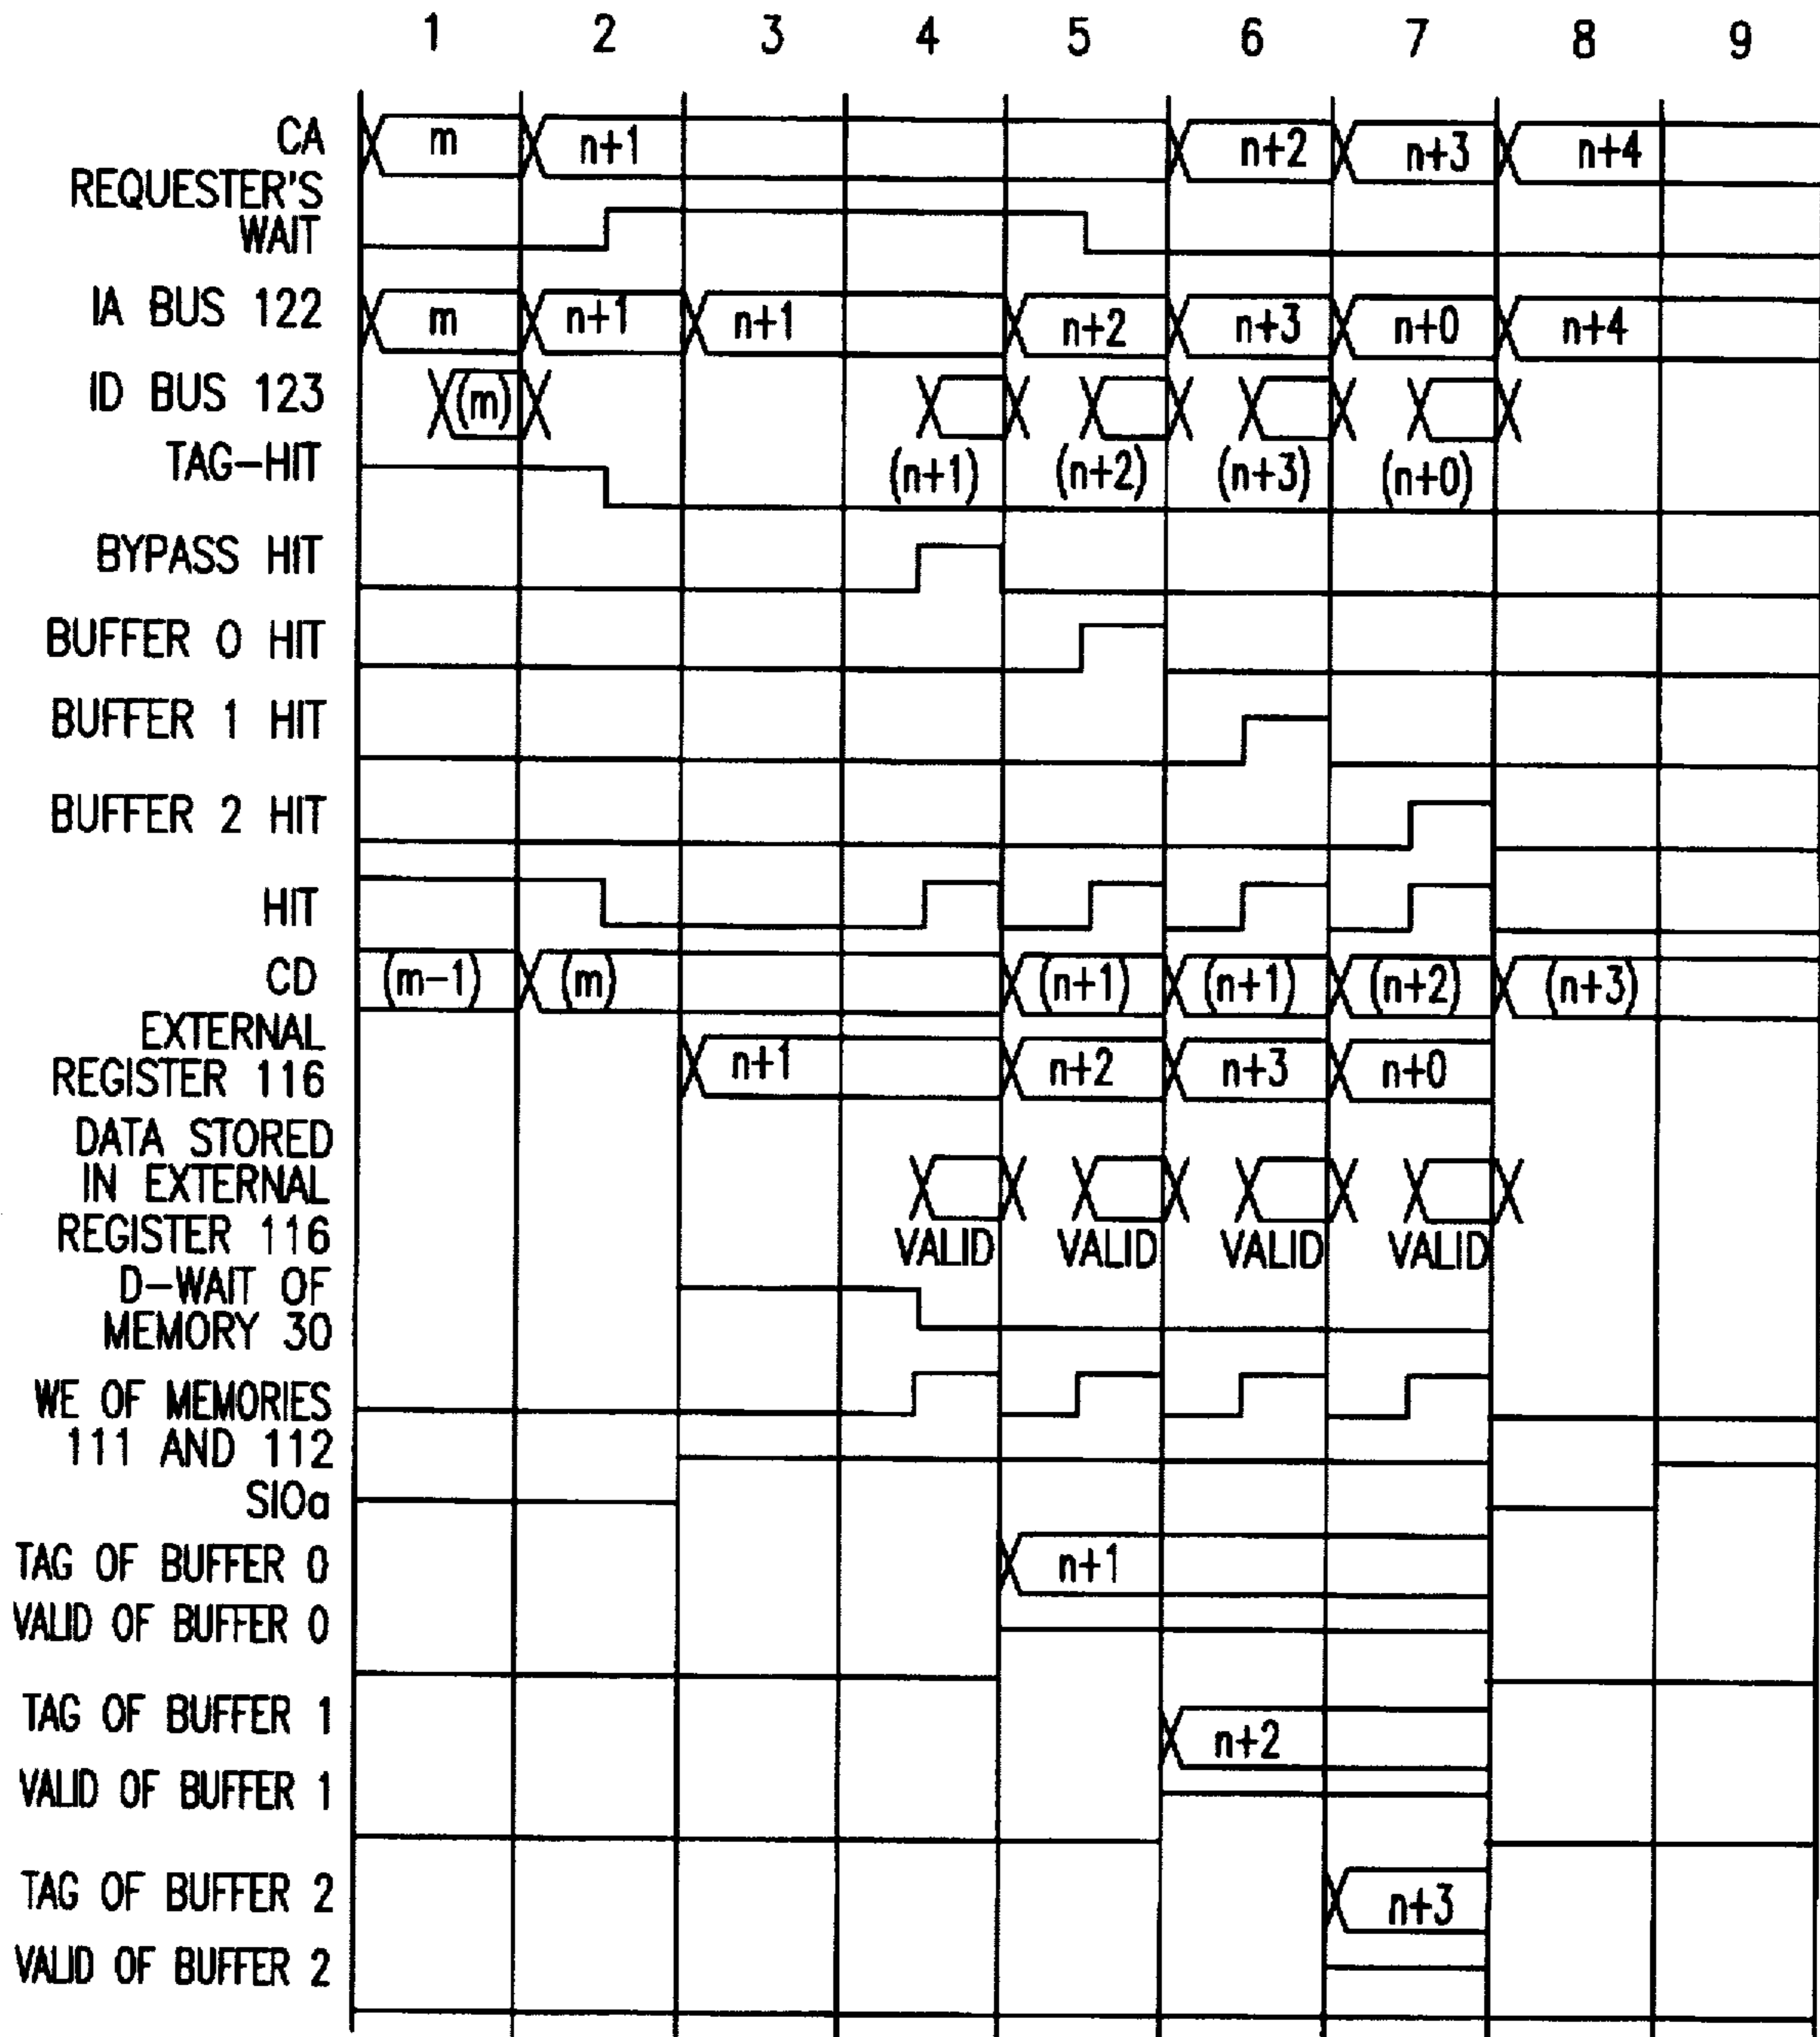 1 2 3 4 5 6 7 8 9
CA m n+1 n+2 n+3 n+4
REQUESTER'S
WAIT
IA BUS 122 m n+1 n+1 n+2 n+3 n+0 n+4
ID BUS 123 (m)
TAG-HIT (n+1) (n+2) (n+3) (n+0)
BYPASS HIT
BUFFER 0 HIT
BUFFER 1 HIT
BUFFER 2 HIT
HIT
CD (m-1) (m) (n+1) (n+1) (n+2) (n+3)
EXTERNAL
REGISTER 116 n+1 n+2 n+3 n+0
DATA STORED
IN EXTERNAL
REGISTER 116 VALID VALID VALID VALID
D-WAIT OF
MEMORY 30
WE OF MEMORIES
111 AND 112
SIOa
TAG OF BUFFER 0 n+1
VALID OF BUFFER 0
TAG OF BUFFER 1 n+2
VALID OF BUFFER 1
TAG OF BUFFER 2 n+3
VALID OF BUFFER 2